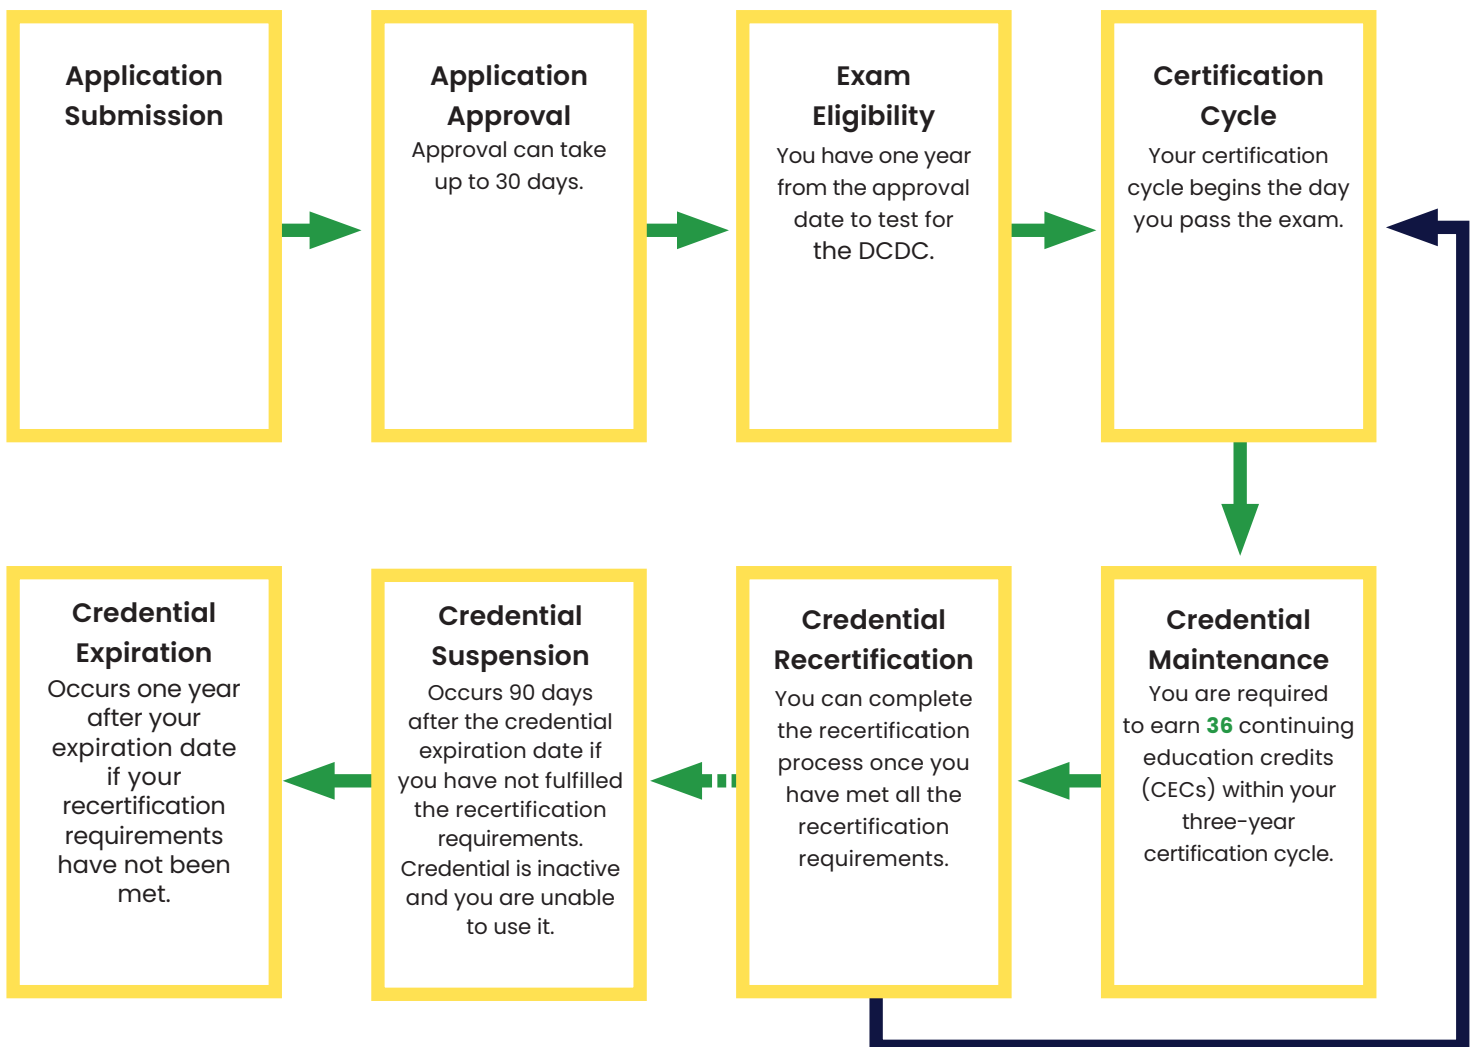 Application
Submission
Application
Approval
Approval can take
up to 30 days.
Exam
Eligibility
You have one year
from the approval
date to test for
the DCDC.
Certification
Cycle
Your certification
cycle begins the day
you pass the exam.
Credential
Expiration
Occurs one year
after your
expiration date
if your
recertification
requirements
have not been
met.
Credential
Suspension
Occurs 90 days
after the credential
expiration date if
you have not fulfilled
the recertification
requirements.
Credential is inactive
and you are unable
to use it.
Credential
Recertification
You can complete
the recertification
process once you
have met all the
recertification
requirements.
Credential
Maintenance
You are required
to earn 36 continuing
education credits
(CECs) within your
three-year
certification cycle.